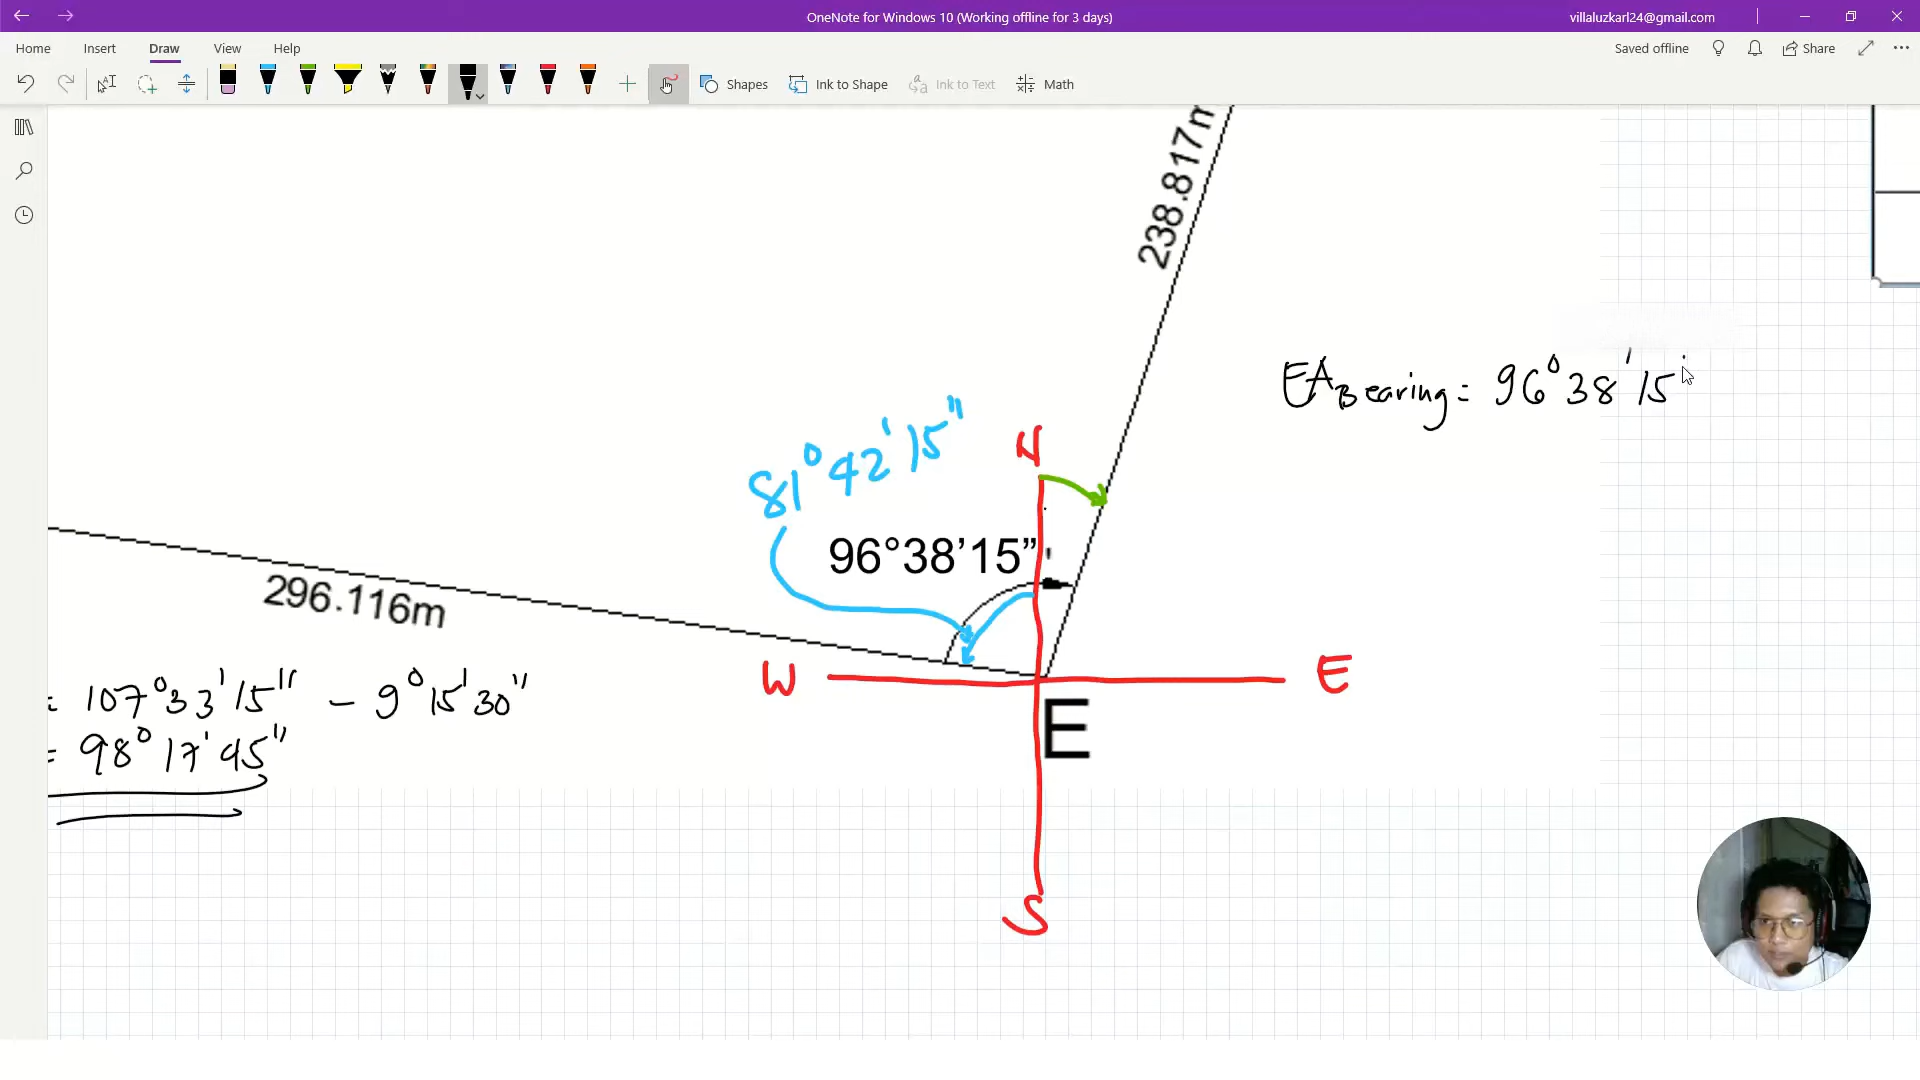 OneNote for Windows 10 (Working offline for 3 days)
villaluzkarl24@gmail.com
Home Insert Draw View Help
Saved offline
Share
Shapes
Ink to Shape
Ink to Text
Math
238.817m
EA Bearing = 96°38'15"
81°42'15"
N
96°38’15”
296.116m
W
E
E
= 107°33'15" - 9°15'30"
= 98°17'45"
S